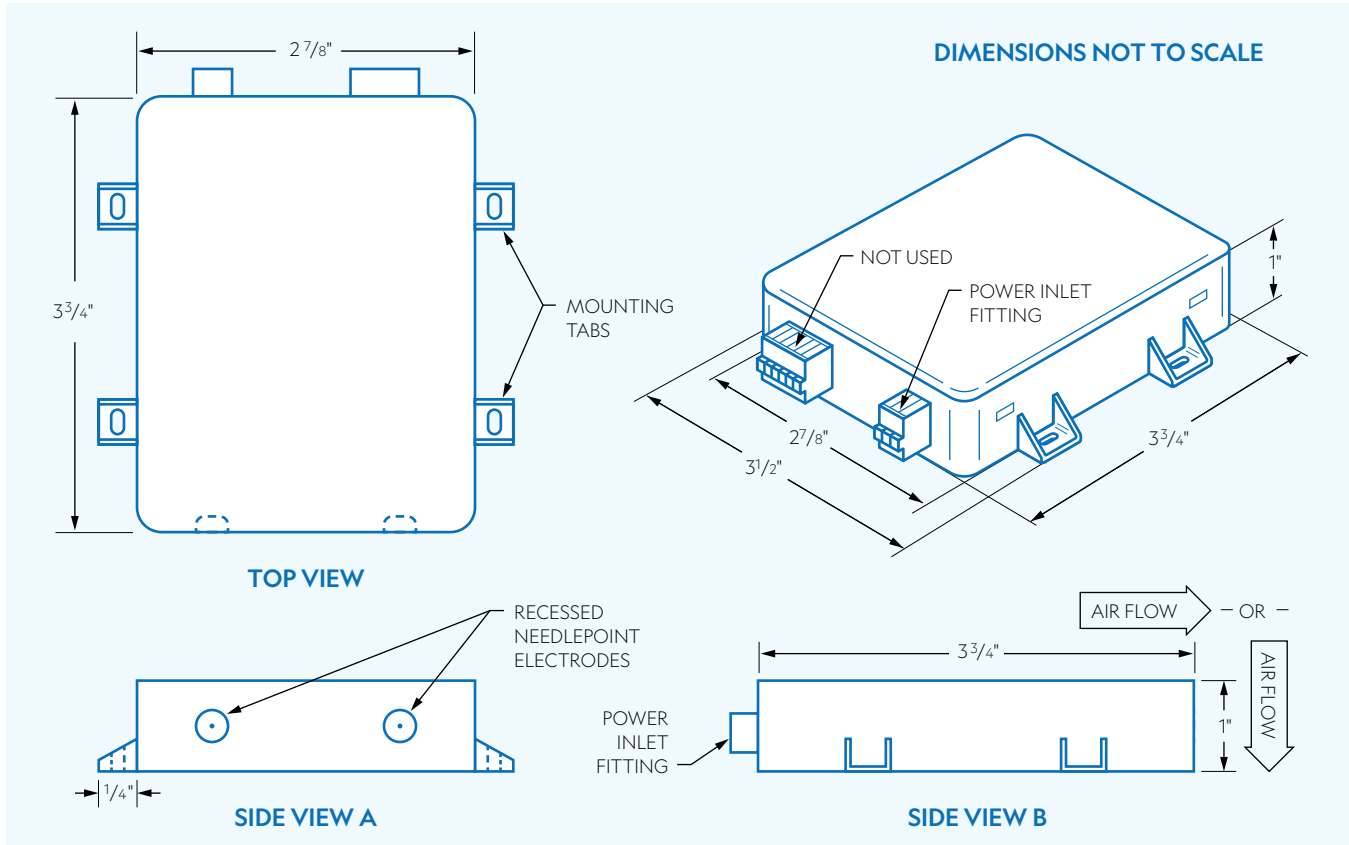 2 7/8"
DIMENSIONS NOT TO SCALE
3 3/4"
MOUNTING
TABS
NOT USED
POWER INLET
FITTING
1"
2 7/8"
3 1/2"
3 3/4"
TOP VIEW
RECESSED
NEEDLEPOINT
ELECTRODES
1/4"
SIDE VIEW A
AIR FLOW
– OR –
AIR FLOW
3 3/4"
1"
POWER
INLET
FITTING
SIDE VIEW B